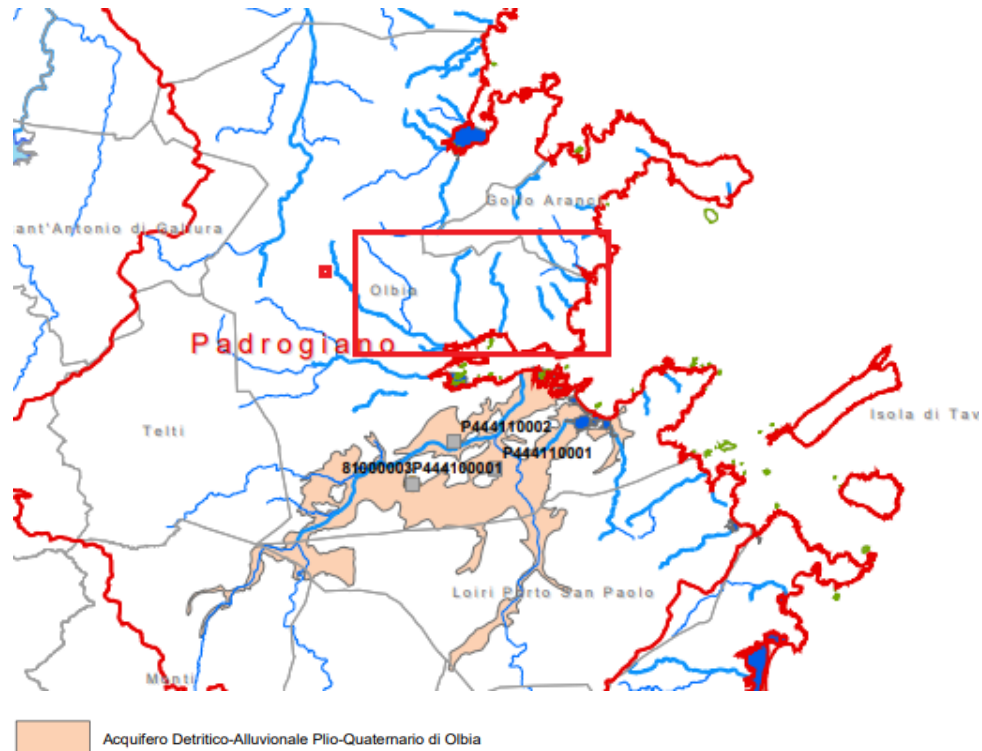 Golfo Aranci
ant'Antonio di Gallura
Olbia
Padrogiano
Isola di Tav
Telti
P444110002
P444110001
81000003P444100001
Loiri Porto San Paolo
Monti
Acquifero Detritico-Alluvionale Plio-Quaternario di Olbia